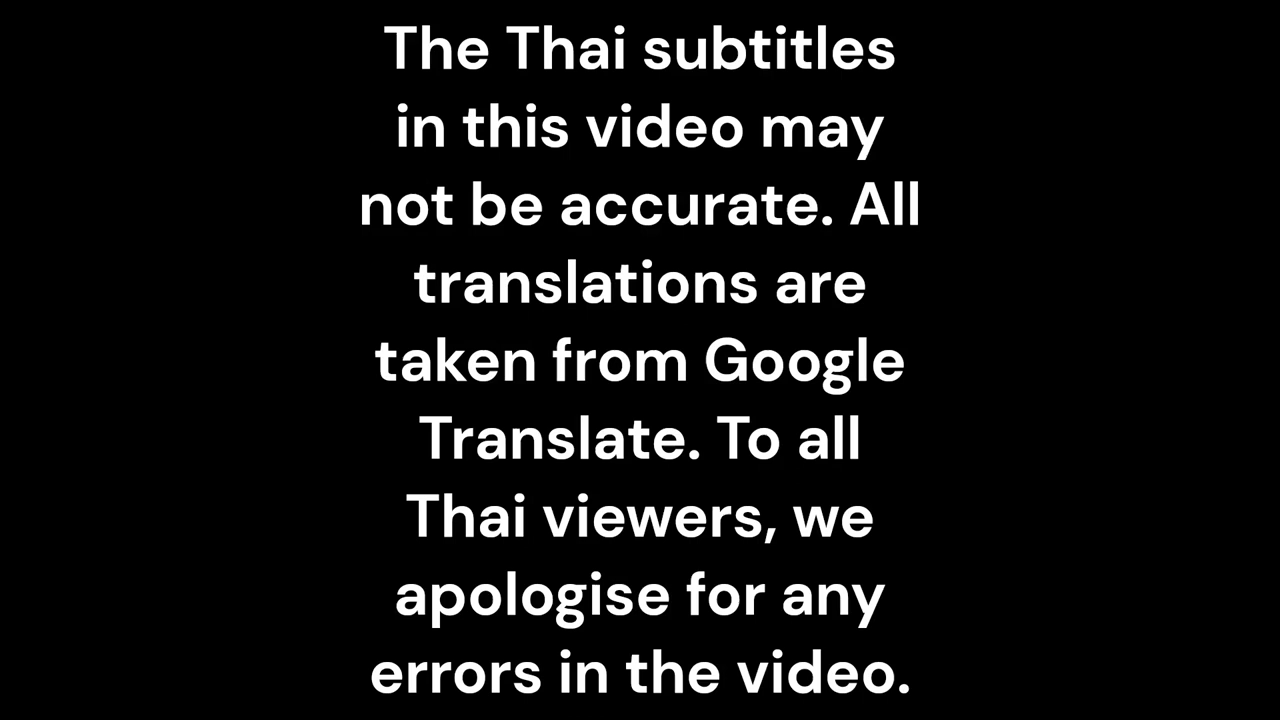 The Thai subtitles
in this video may
not be accurate. All
translations are
taken from Google
Translate. To all
Thai viewers, we
apologise for any
errors in the video.